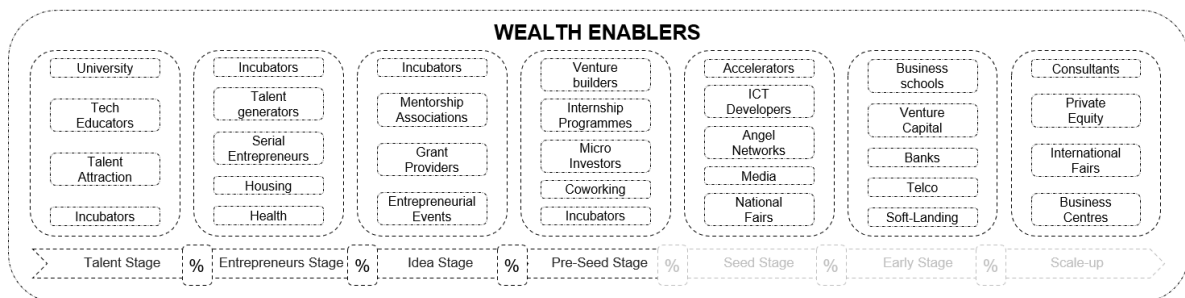 WEALTH ENABLERS
University
Tech
Educators
Talent
Attraction
Incubators
Incubators
Talent
generators
Serial
Entrepreneurs
Housing
Health
Incubators
Mentorship
Associations
Grant
Providers
Entrepreneurial
Events
Venture
builders
Internship
Programmes
Micro
Investors
Coworking
Incubators
Accelerators
ICT
Developers
Angel
Networks
Media
National
Fairs
Business
schools
Venture
Capital
Banks
Telco
Soft-Landing
Consultants
Private
Equity
International
Fairs
Business
Centres
Talent Stage % Entrepreneurs Stage % Idea Stage % Pre-Seed Stage % Seed Stage % Early Stage % Scale-up